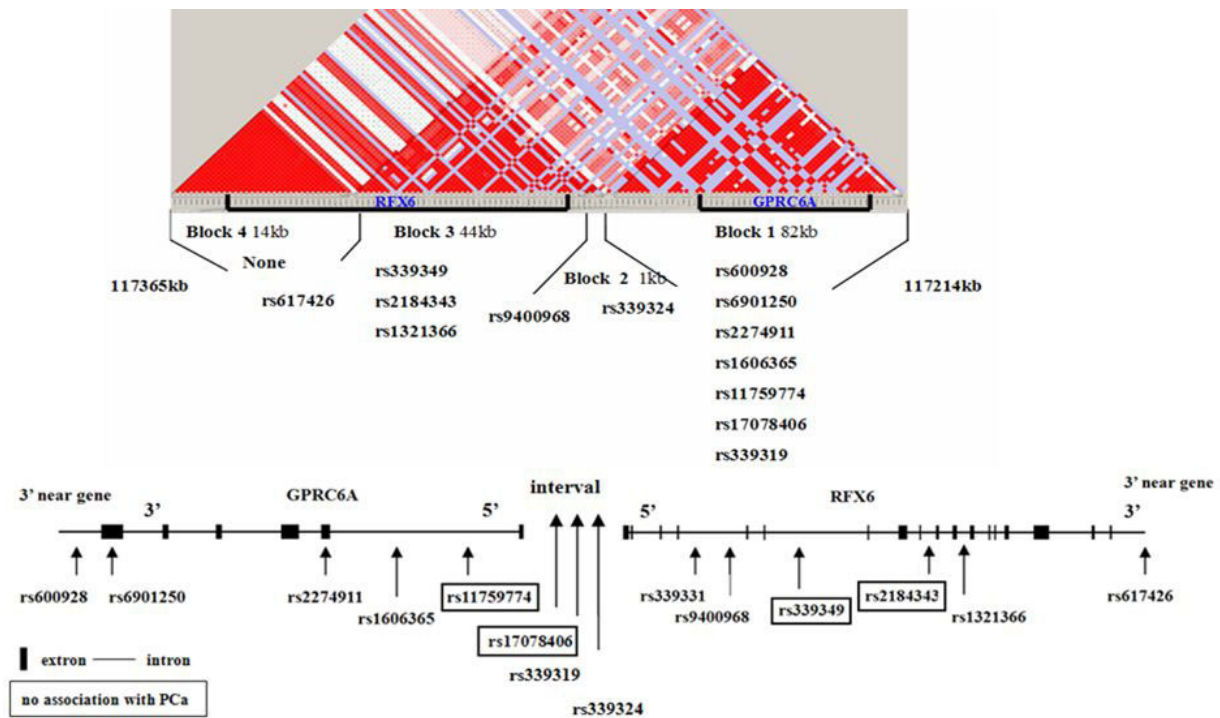 RFX6
GPRC6A
Block 4 14kb
Block 3 44kb
Block 1 82kb
None
rs339349
Block 2 1kb
rs600928
117365kb
117214kb
rs617426
rs2184343
rs9400968
rs339324
rs6901250
rs1321366
rs2274911
rs1606365
rs11759774
rs17078406
rs339319
3’ near gene
GPRC6A
interval
RFX6
3’ near gene
3’
5’
5’
3’
rs600928
rs6901250
rs2274911
rs1606365
rs11759774
rs17078406
rs339319
rs339324
rs339331
rs9400968
rs339349
rs2184343
rs1321366
rs617426
extron
intron
no association with PCa